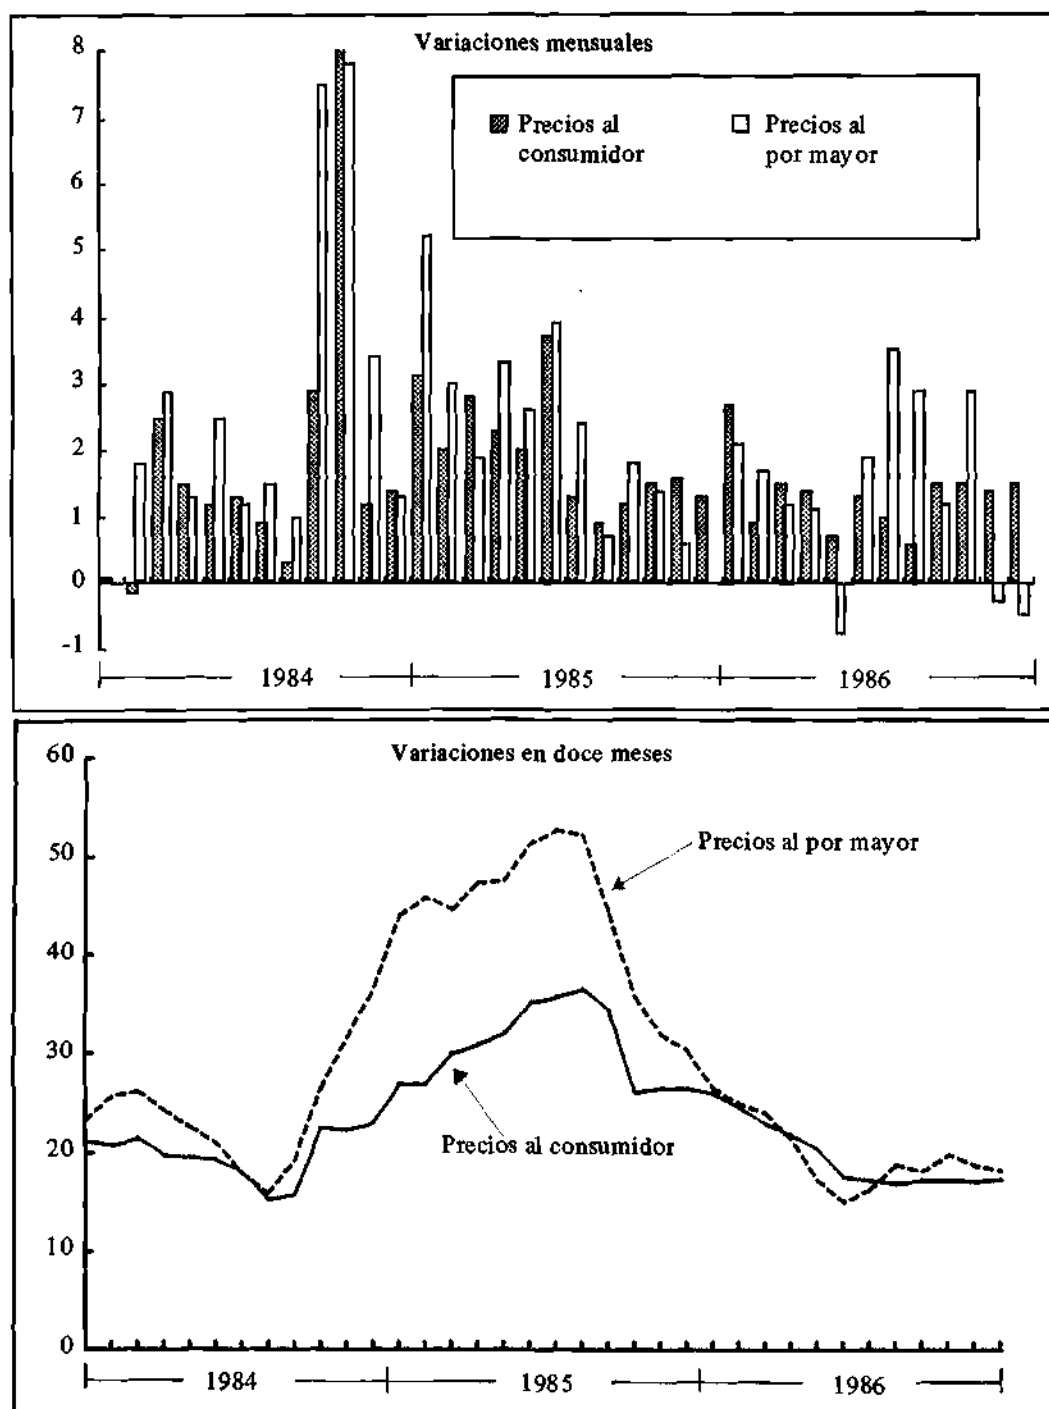 Variaciones mensuales
Precios al
consumidor
Precios al
por mayor
8
7
6
5
4
3
2
1
0
-1
1984
1985
1986
Variaciones en doce meses
60
50
40
30
20
10
0
Precios al por mayor
Precios al consumidor
1984
1985
1986